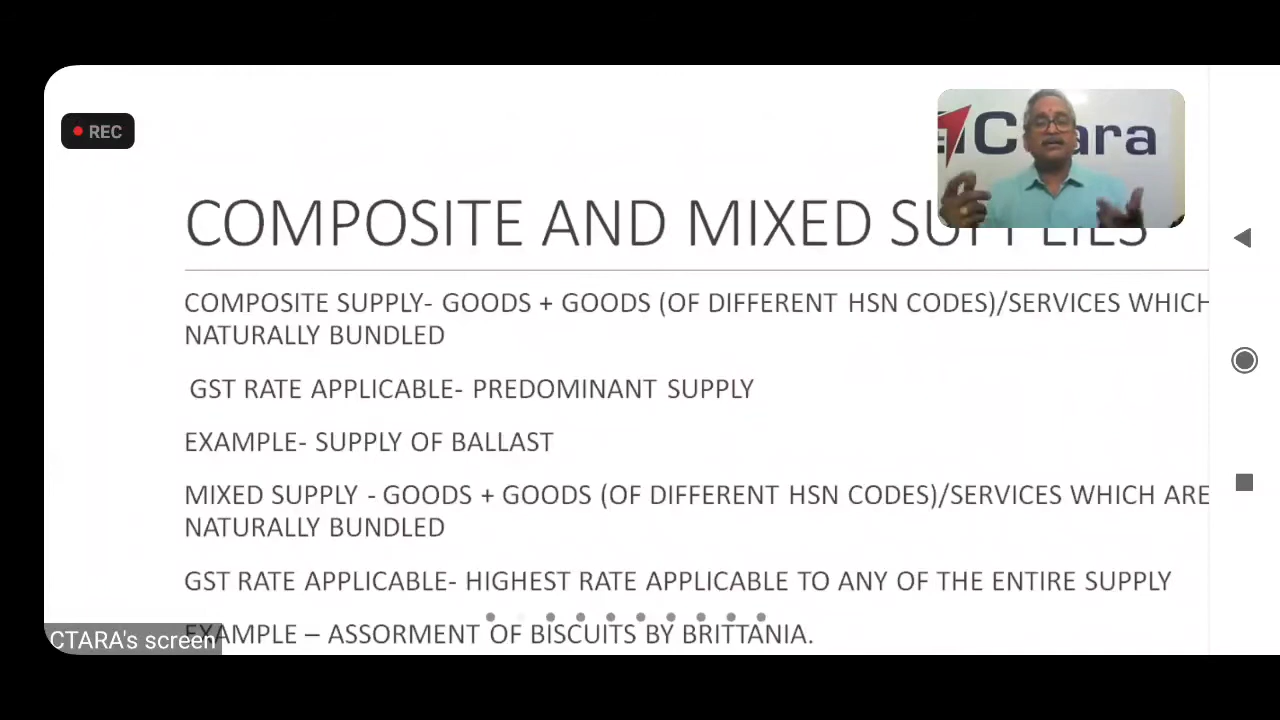 REC
CTara
COMPOSITE AND MIXED SUPPLIES
COMPOSITE SUPPLY- GOODS + GOODS (OF DIFFERENT HSN CODES)/SERVICES WHICH
NATURALLY BUNDLED
GST RATE APPLICABLE- PREDOMINANT SUPPLY
EXAMPLE- SUPPLY OF BALLAST
MIXED SUPPLY - GOODS + GOODS (OF DIFFERENT HSN CODES)/SERVICES WHICH ARE
NATURALLY BUNDLED
GST RATE APPLICABLE- HIGHEST RATE APPLICABLE TO ANY OF THE ENTIRE SUPPLY
EXAMPLE – ASSORMENT OF BISCUITS BY BRITTANIA.
CTARA's screen